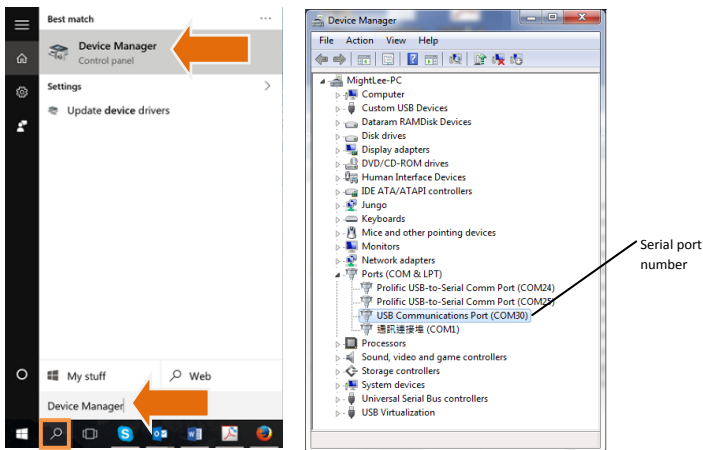 Best match
Device Manager
Control panel
Settings
Update device drivers
My stuff
Web
Device Manager
Device Manager
File Action View Help
MightLee-PC
Computer
Custom USB Devices
Dataram RAMDisk Devices
Disk drives
Display adapters
DVD/CD-ROM drives
Human Interface Devices
IDE ATA/ATAPI controllers
Jungo
Keyboards
Mice and other pointing devices
Monitors
Network adapters
Ports (COM & LPT)
Prolific USB-to-Serial Comm Port (COM24)
Prolific USB-to-Serial Comm Port (COM25)
USB Communications Port (COM30)
通訊連接埠 (COM1)
Processors
Sound, video and game controllers
Storage controllers
System devices
Universal Serial Bus controllers
USB Virtualization
Serial port
number